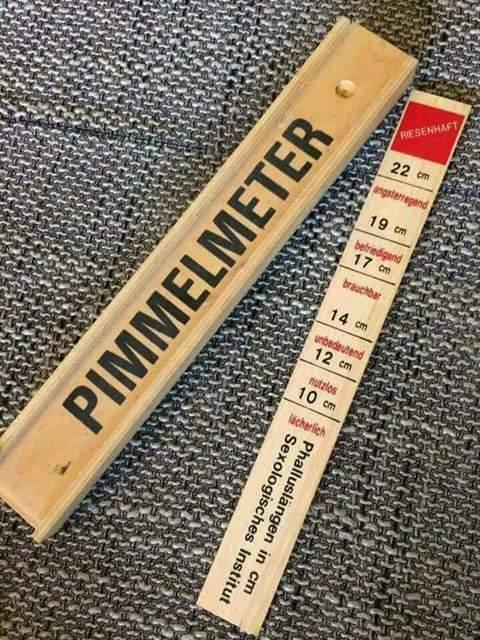 PIMMELMETER
RIESENHAFT
22 cm
angsterregend
19 cm
befriedigend
17 cm
brauchbar
14 cm
unbedeutend
12 cm
nutzlos
10 cm
lächerlich
Phalluslängen in cm
Sexologisches Institut